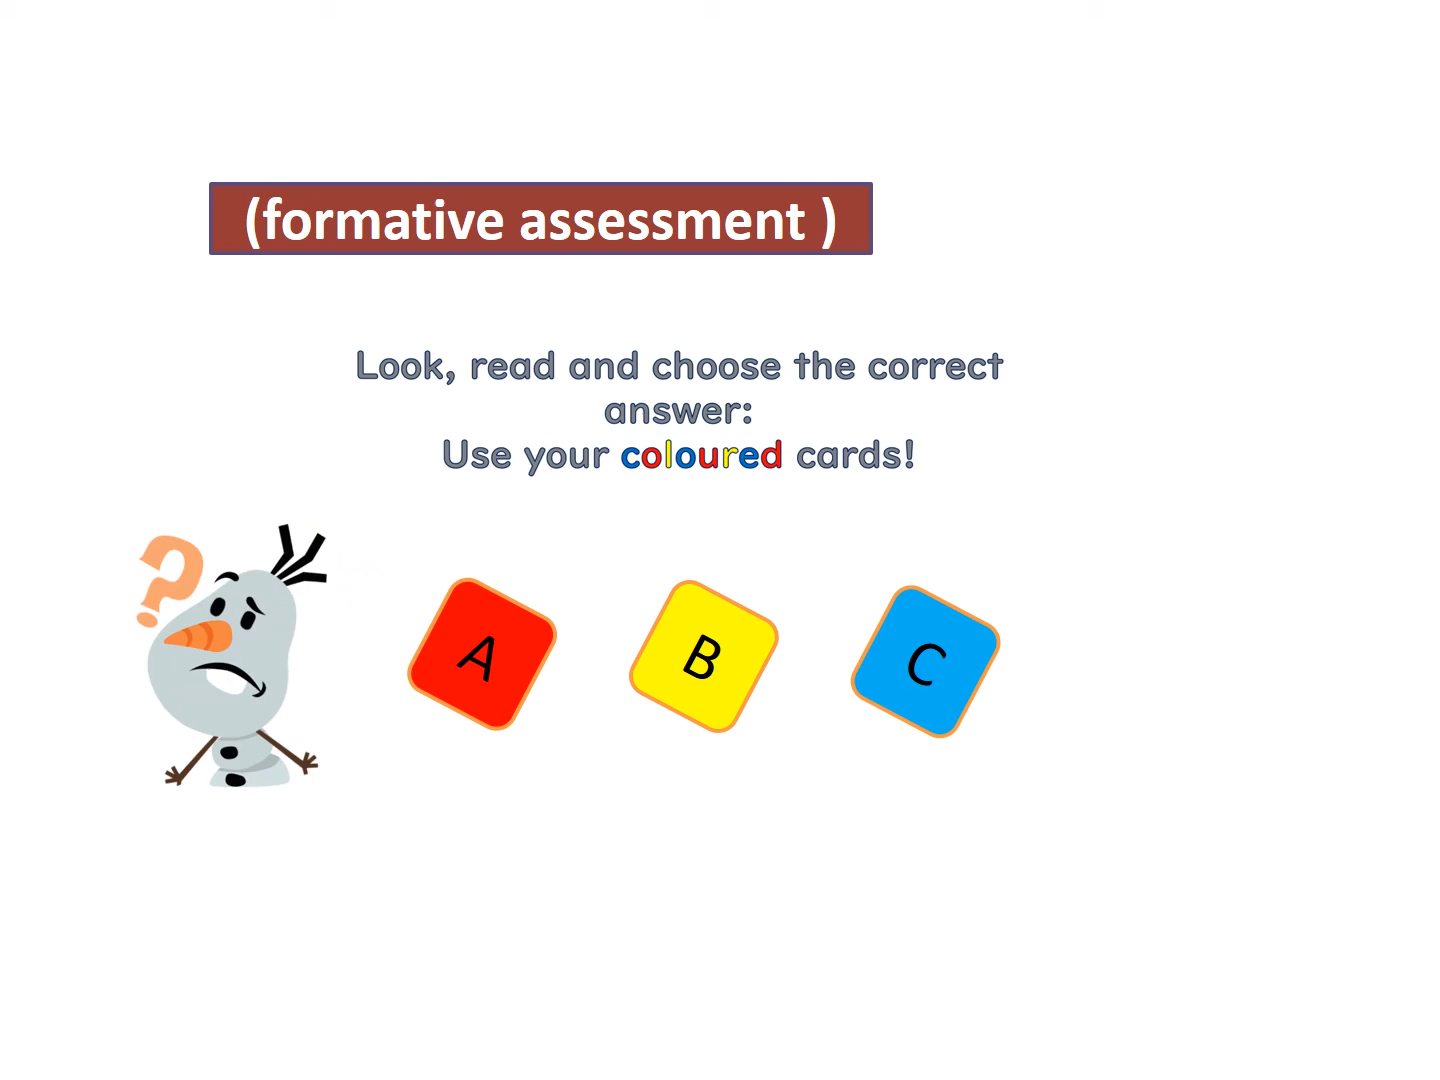 (formative assessment )
Look, read and choose the correct
answer:
Use your coloured cards!
?
A
B
C